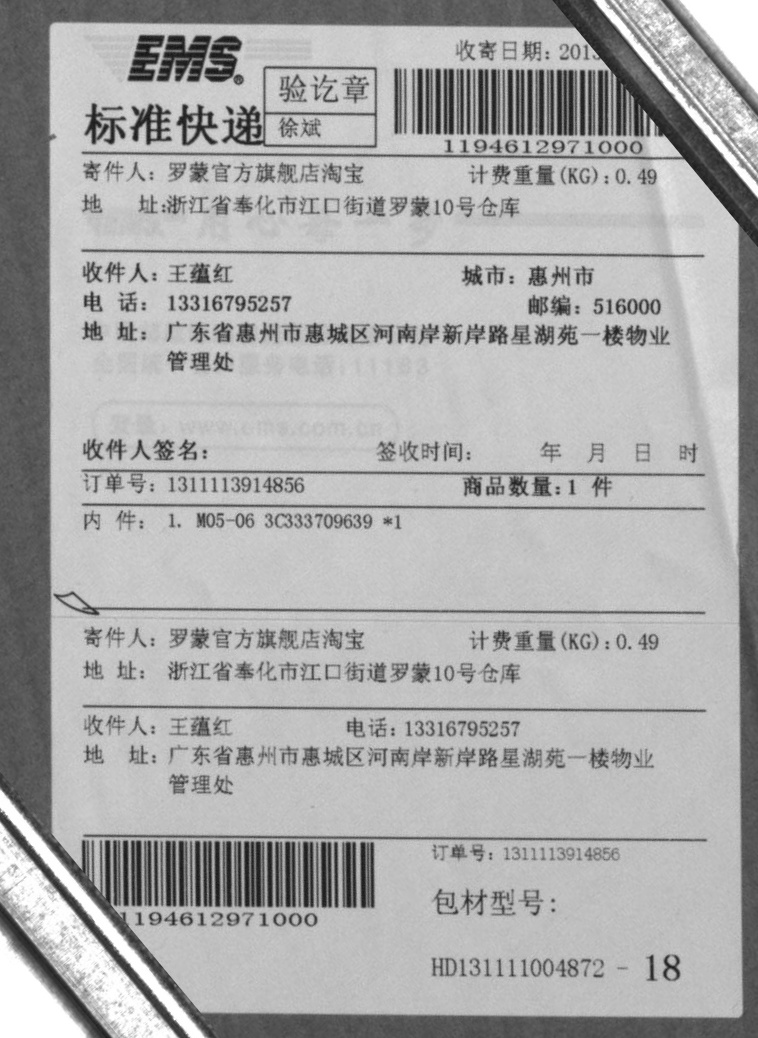 EMS
收寄日期: 2013
验讫章
标准快递
徐斌
1194612971000
寄件人: 罗蒙官方旗舰店淘宝 计费重量(KG): 0.49
地 址:浙江省奉化市江口街道罗蒙10号仓库
收件人: 王蕴红 城市: 惠州市
电 话: 13316795257 邮编: 516000
地 址: 广东省惠州市惠城区河南岸新岸路星湖苑一楼物业
管理处
登录: www.ems.com.cn
收件人签名: 签收时间: 年 月 日 时
订单号: 1311113914856 商品数量:1 件
内 件: 1. M05-06 3C333709639 *1
寄件人: 罗蒙官方旗舰店淘宝 计费重量(KG): 0.49
地 址: 浙江省奉化市江口街道罗蒙10号仓库
收件人: 王蕴红 电话: 13316795257
地 址: 广东省惠州市惠城区河南岸新岸路星湖苑一楼物业
管理处
订单号: 1311113914856
1194612971000
包材型号:
HD131111004872 - 18